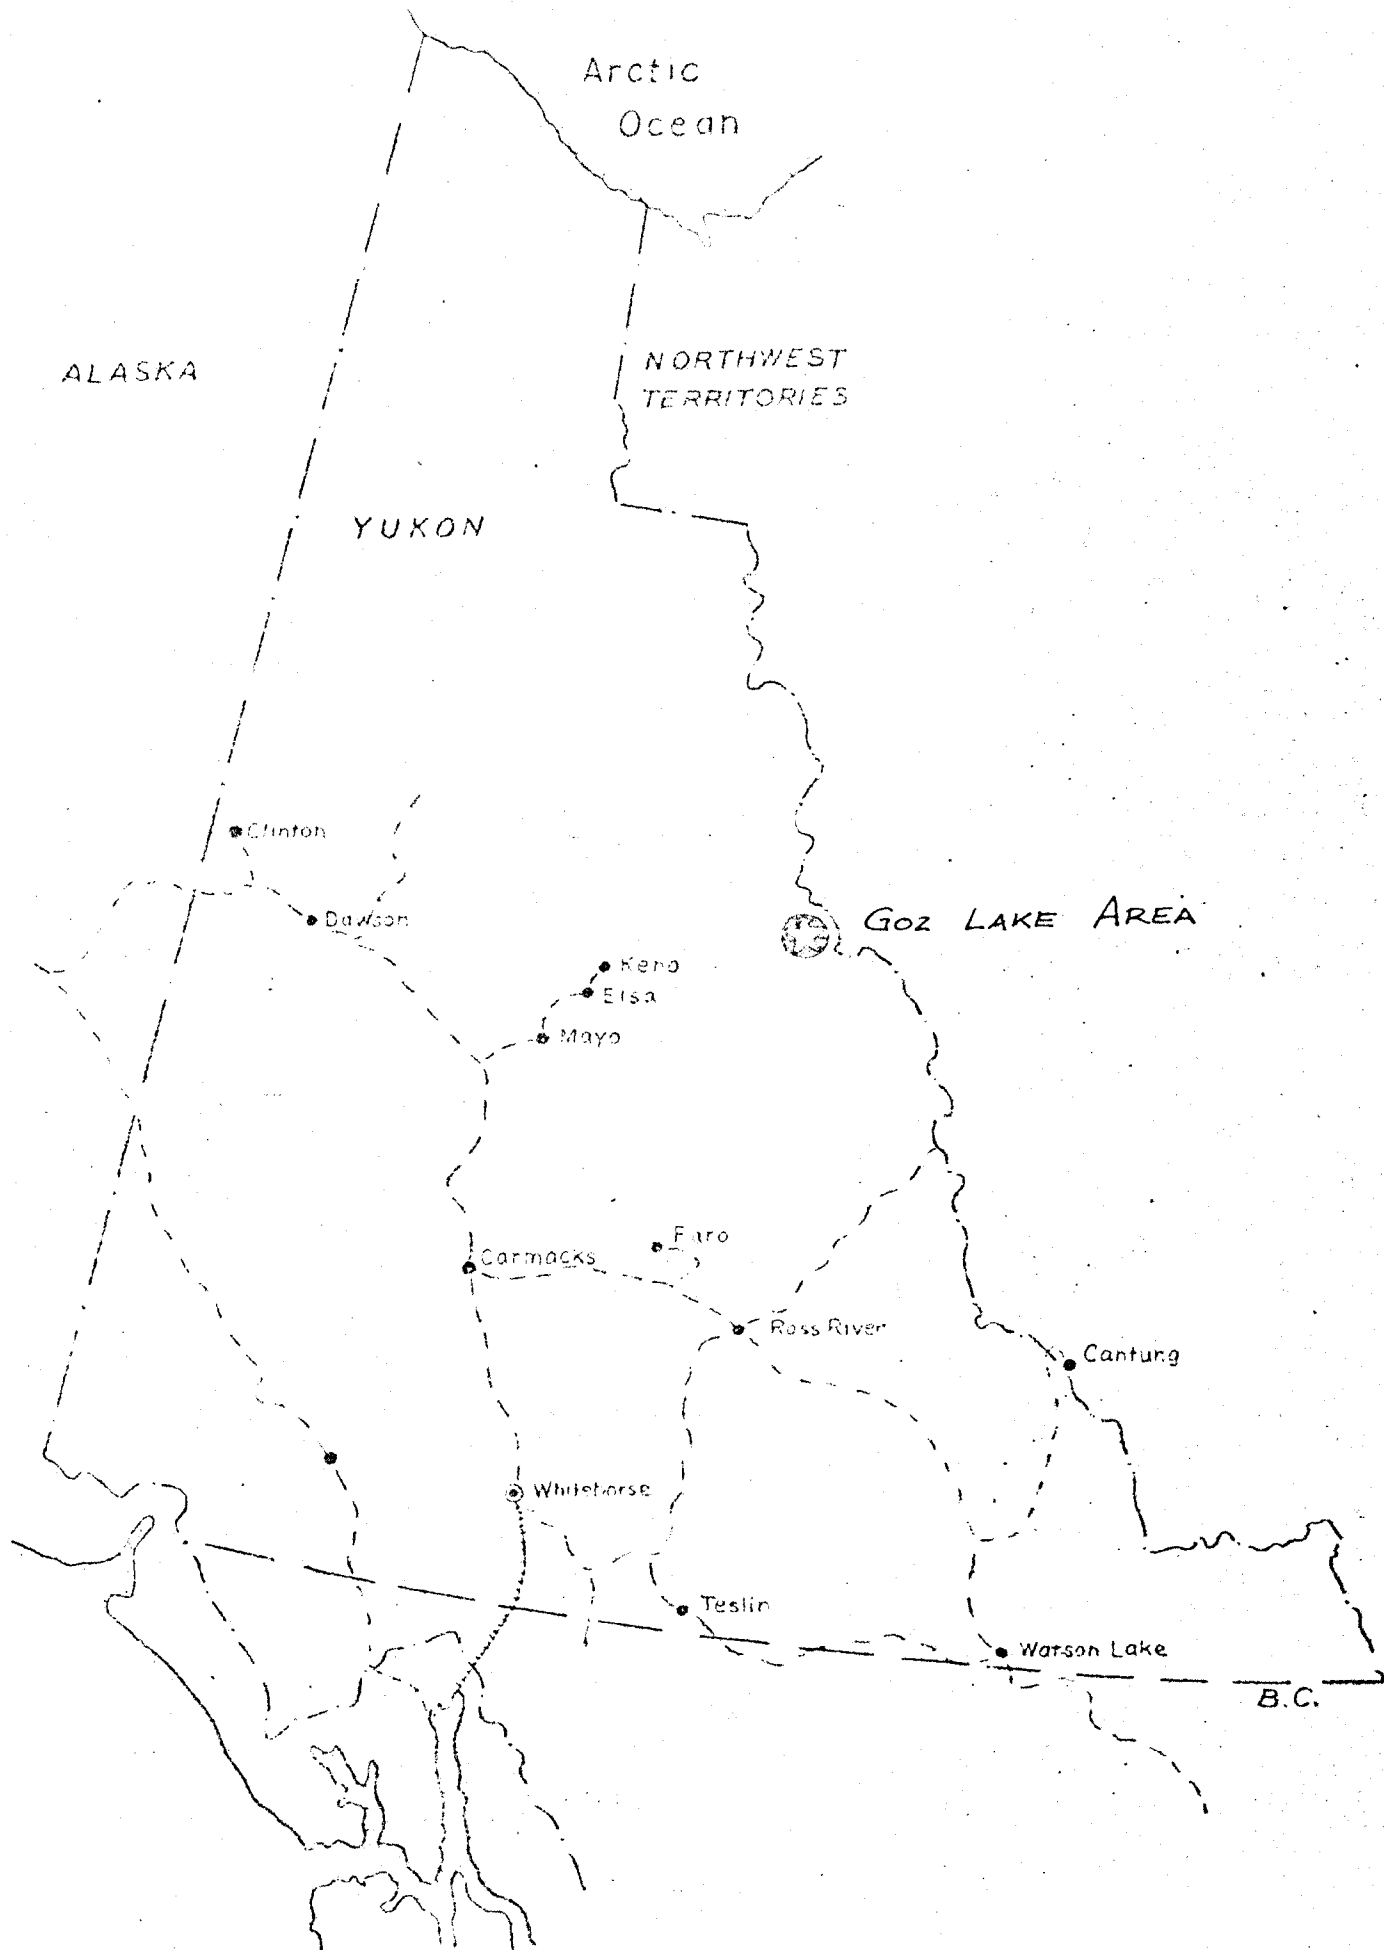 Arctic
Ocean
ALASKA
NORTHWEST
TERRITORIES
YUKON
Clinton
Dawson
GOZ LAKE AREA
Keno
Elsa
Mayo
Faro
Carmacks
Ross River
Cantung
Whitehorse
Teslin
Watson Lake
B.C.